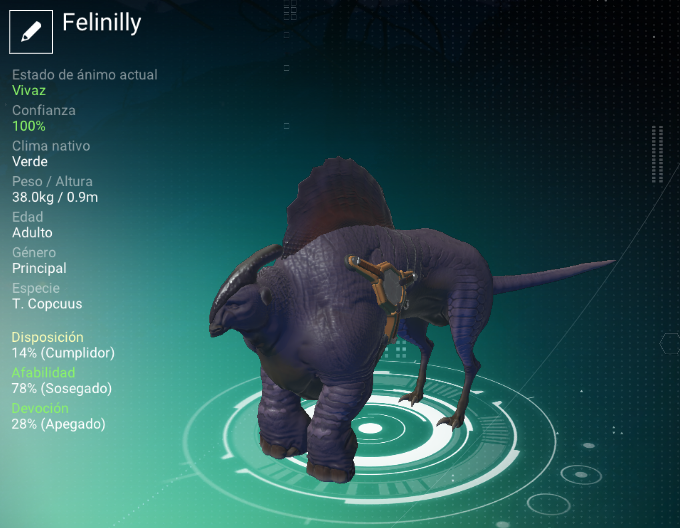 Felinilly
Estado de ánimo actual
Vivaz
Confianza
100%
Clima nativo
Verde
Peso / Altura
38.0kg / 0.9m
Edad
Adulto
Género
Principal
Especie
T. Copcuus
Disposición
14% (Cumplidor)
Afabilidad
78% (Sosegado)
Devoción
28% (Apegado)